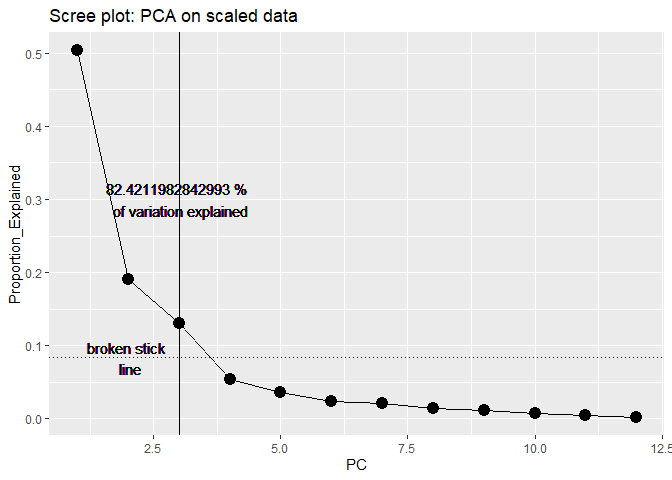 Scree plot: PCA on scaled data
Proportion_Explained
0.5
0.4
0.3
0.2
0.1
0.0
82.4211982842993 %
of variation explained
broken stick
line
2.5
5.0
7.5
10.0
12.5
PC